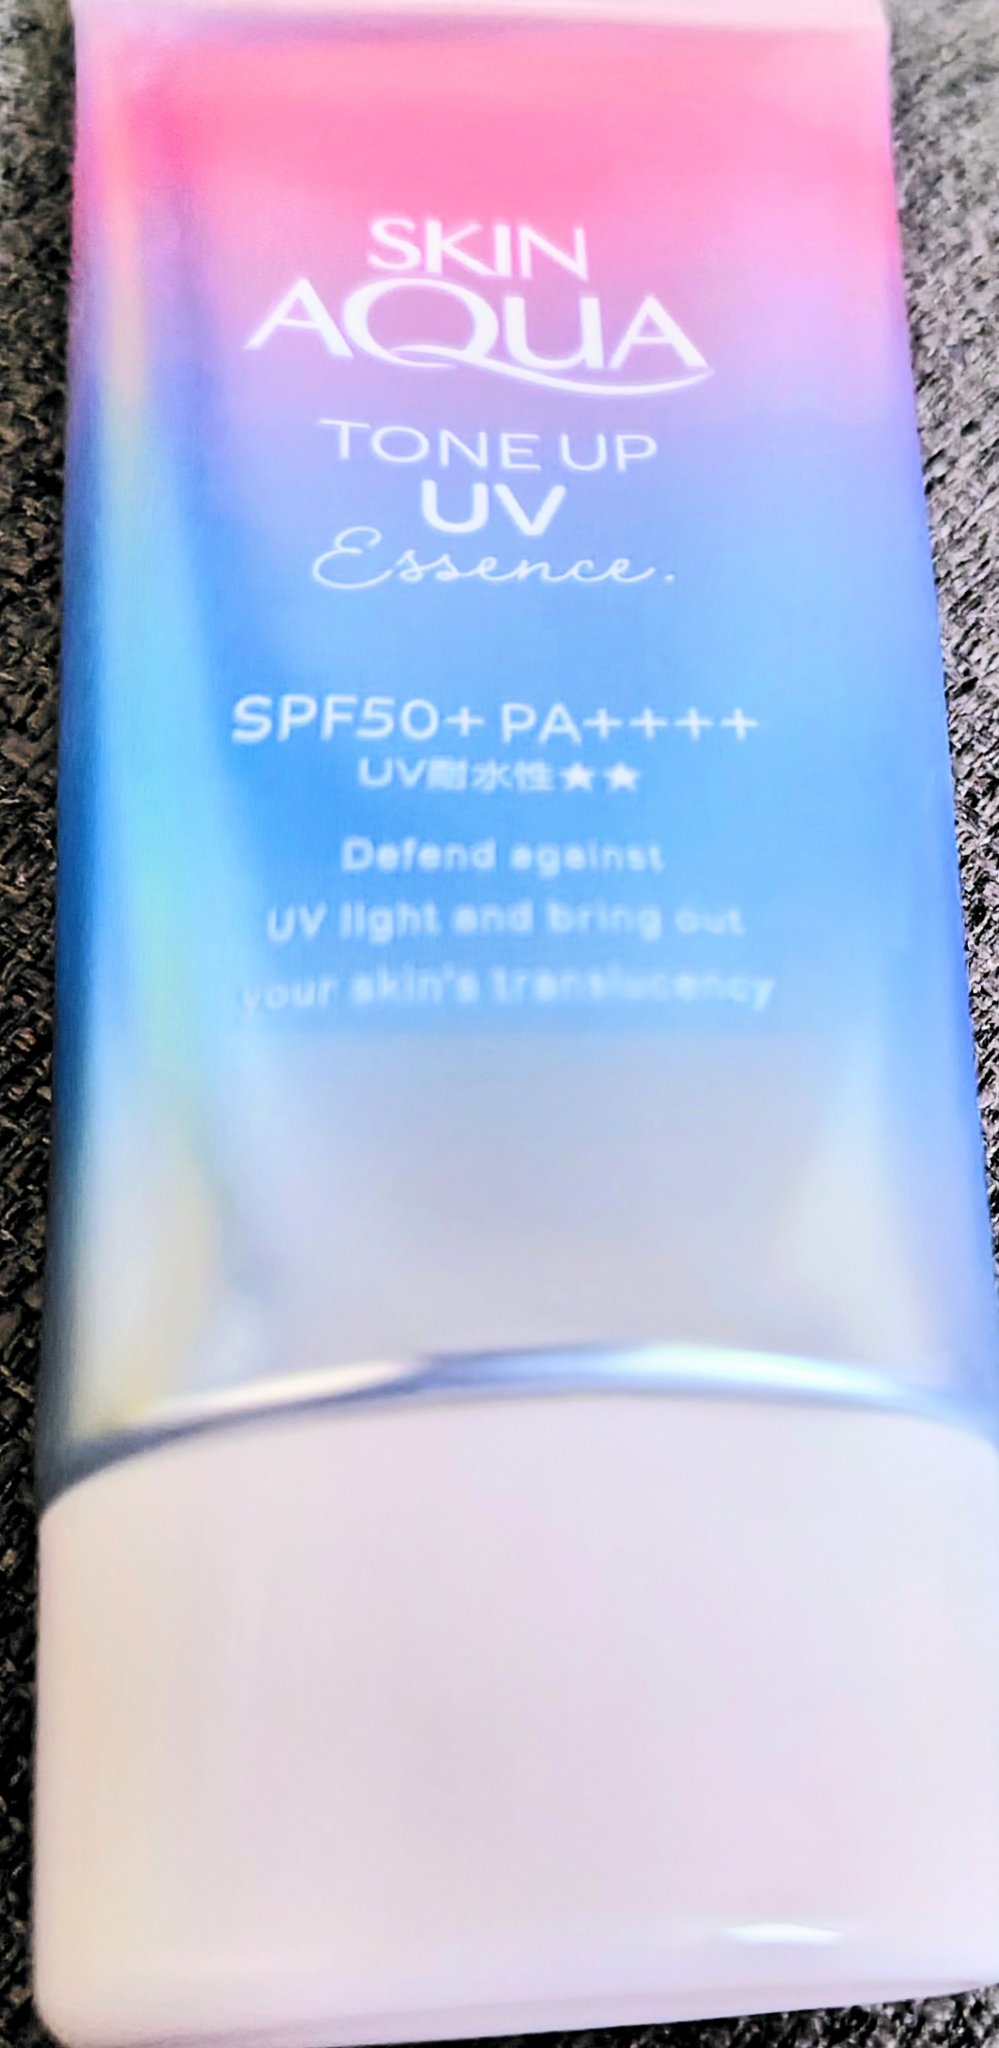 SKIN
AQUA
TONE UP
UV
Essence.
SPF50+ PA++++
UV耐水性★★
Defend against
UV light and bring out
your skin's translucency